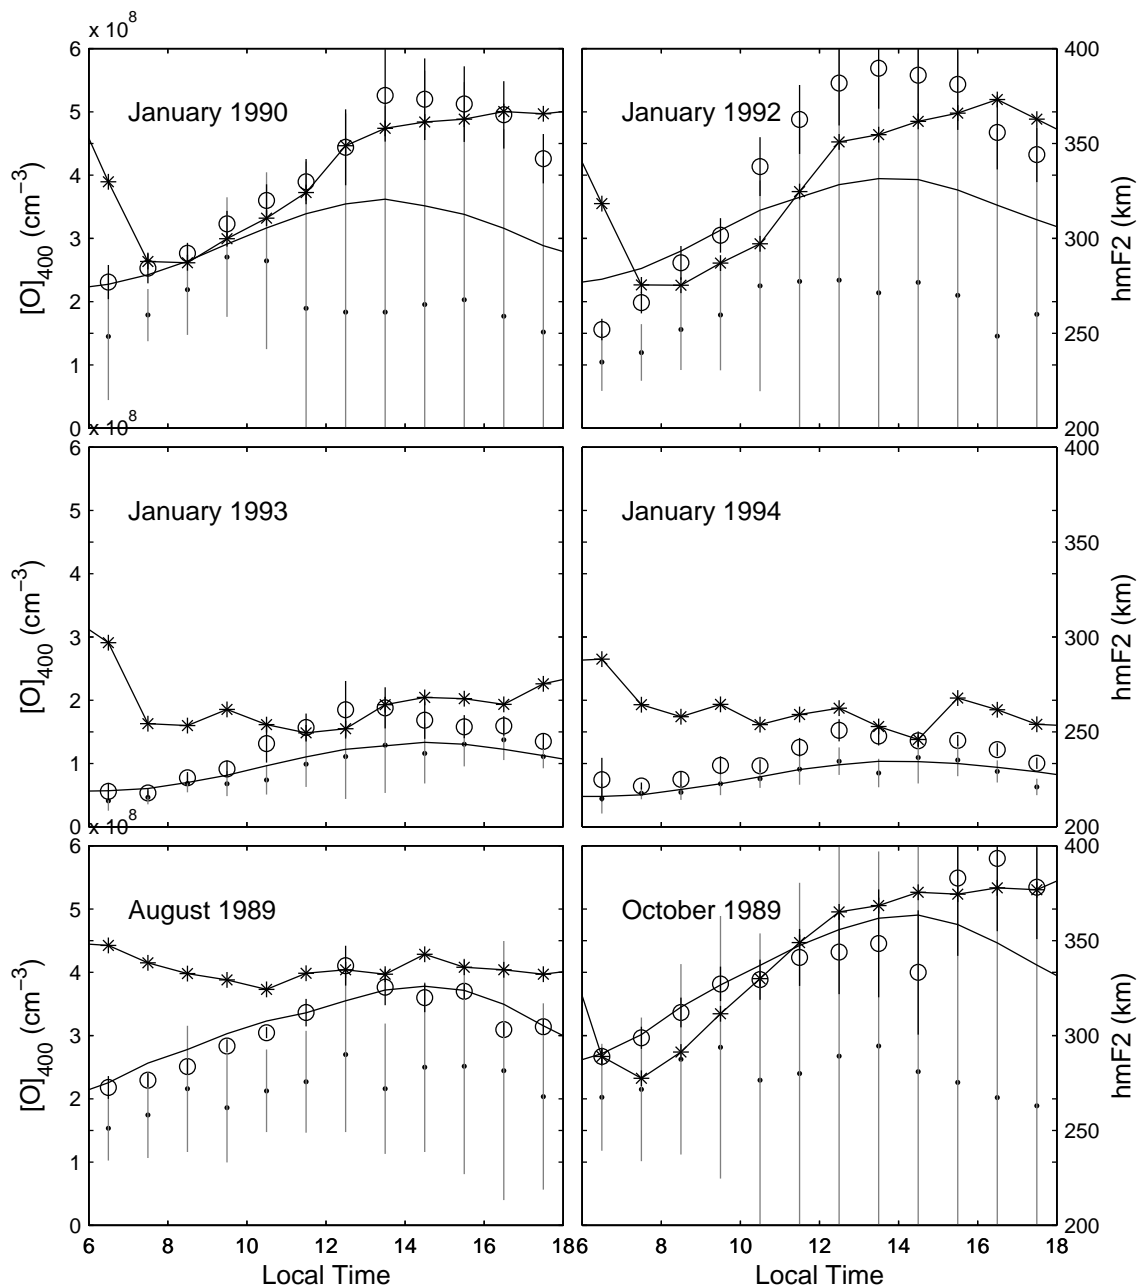 x 10^8
6
5
4
3
2
1
0
January 1990
[O]400 (cm−3)
January 1992
400
350
300
250
200
hmF2 (km)
x 10^8
6
5
4
3
2
1
0
January 1993
[O]400 (cm−3)
January 1994
400
350
300
250
200
hmF2 (km)
x 10^8
6
5
4
3
2
1
0
August 1989
[O]400 (cm−3)
October 1989
400
350
300
250
200
hmF2 (km)
6 8 10 12 14 16 18 6 8 10 12 14 16 18
Local Time Local Time